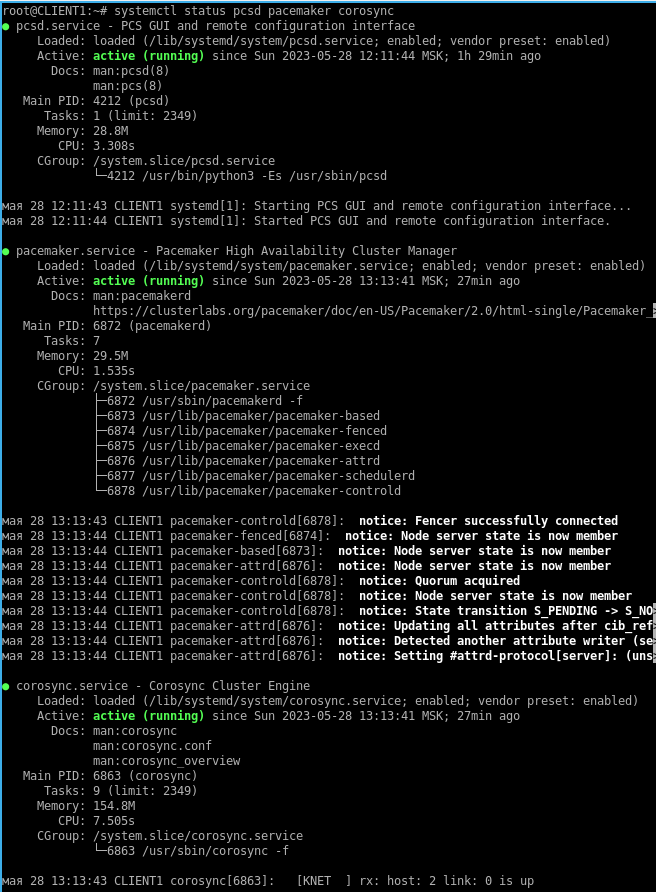 root@CLIENT1:~# systemctl status pcsd pacemaker corosync
● pcsd.service - PCS GUI and remote configuration interface
     Loaded: loaded (/lib/systemd/system/pcsd.service; enabled; vendor preset: enabled)
     Active: active (running) since Sun 2023-05-28 12:11:44 MSK; 1h 29min ago
       Docs: man:pcsd(8)
             man:pcs(8)
   Main PID: 4212 (pcsd)
      Tasks: 1 (limit: 2349)
     Memory: 28.8M
        CPU: 3.308s
     CGroup: /system.slice/pcsd.service
             └─4212 /usr/bin/python3 -Es /usr/sbin/pcsd

мая 28 12:11:43 CLIENT1 systemd[1]: Starting PCS GUI and remote configuration interface...
мая 28 12:11:44 CLIENT1 systemd[1]: Started PCS GUI and remote configuration interface.

● pacemaker.service - Pacemaker High Availability Cluster Manager
     Loaded: loaded (/lib/systemd/system/pacemaker.service; enabled; vendor preset: enabled)
     Active: active (running) since Sun 2023-05-28 13:13:41 MSK; 27min ago
       Docs: man:pacemakerd
             https://clusterlabs.org/pacemaker/doc/en-US/Pacemaker/2.0/html-single/Pacemaker_>
   Main PID: 6872 (pacemakerd)
      Tasks: 7
     Memory: 29.5M
        CPU: 1.535s
     CGroup: /system.slice/pacemaker.service
             ├─6872 /usr/sbin/pacemakerd -f
             ├─6873 /usr/lib/pacemaker/pacemaker-based
             ├─6874 /usr/lib/pacemaker/pacemaker-fenced
             ├─6875 /usr/lib/pacemaker/pacemaker-execd
             ├─6876 /usr/lib/pacemaker/pacemaker-attrd
             ├─6877 /usr/lib/pacemaker/pacemaker-schedulerd
             └─6878 /usr/lib/pacemaker/pacemaker-controld

мая 28 13:13:43 CLIENT1 pacemaker-controld[6878]:  notice: Fencer successfully connected
мая 28 13:13:44 CLIENT1 pacemaker-fenced[6874]:  notice: Node server state is now member
мая 28 13:13:44 CLIENT1 pacemaker-based[6873]:  notice: Node server state is now member
мая 28 13:13:44 CLIENT1 pacemaker-attrd[6876]:  notice: Node server state is now member
мая 28 13:13:44 CLIENT1 pacemaker-controld[6878]:  notice: Quorum acquired
мая 28 13:13:44 CLIENT1 pacemaker-controld[6878]:  notice: Node server state is now member
мая 28 13:13:44 CLIENT1 pacemaker-controld[6878]:  notice: State transition S_PENDING -> S_NO>
мая 28 13:13:44 CLIENT1 pacemaker-attrd[6876]:  notice: Updating all attributes after cib_ref>
мая 28 13:13:44 CLIENT1 pacemaker-attrd[6876]:  notice: Detected another attribute writer (se>
мая 28 13:13:44 CLIENT1 pacemaker-attrd[6876]:  notice: Setting #attrd-protocol[server]: (uns>

● corosync.service - Corosync Cluster Engine
     Loaded: loaded (/lib/systemd/system/corosync.service; enabled; vendor preset: enabled)
     Active: active (running) since Sun 2023-05-28 13:13:41 MSK; 27min ago
       Docs: man:corosync
             man:corosync.conf
             man:corosync_overview
   Main PID: 6863 (corosync)
      Tasks: 9 (limit: 2349)
     Memory: 154.8M
        CPU: 7.505s
     CGroup: /system.slice/corosync.service
             └─6863 /usr/sbin/corosync -f

мая 28 13:13:43 CLIENT1 corosync[6863]:   [KNET  ] rx: host: 2 link: 0 is up